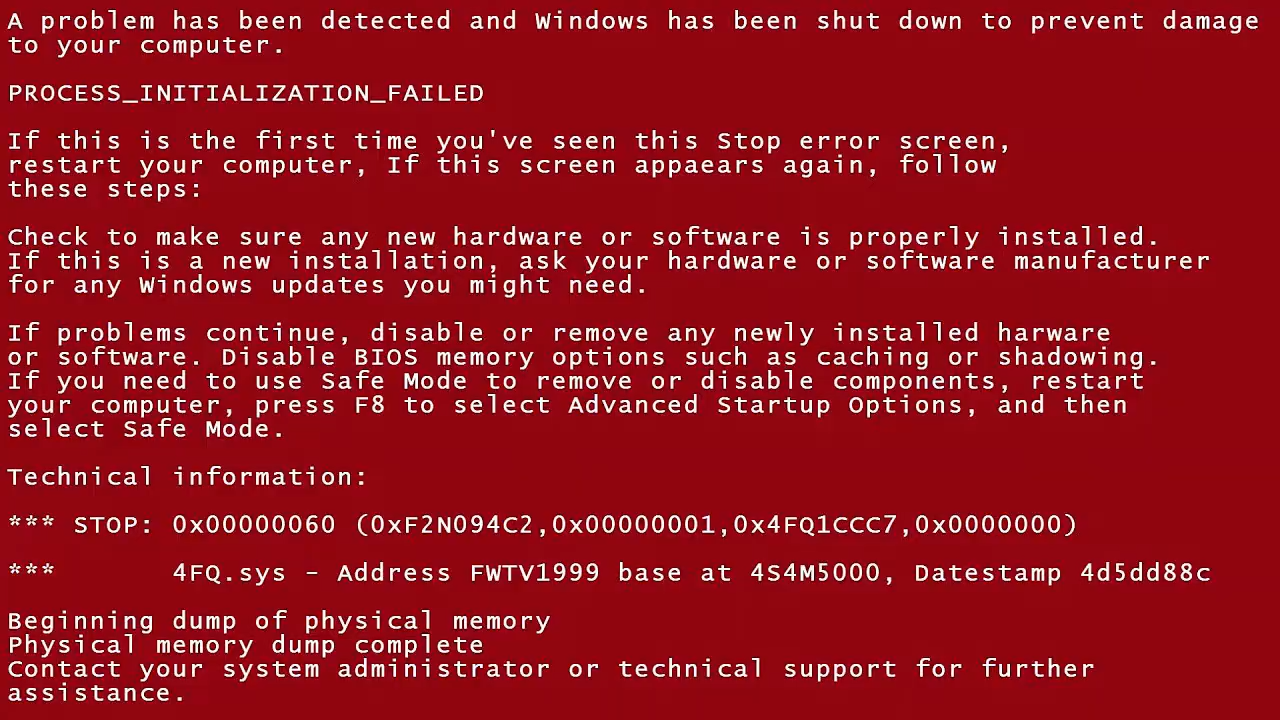 A problem has been detected and Windows has been shut down to prevent damage
to your computer.
PROCESS_INITIALIZATION_FAILED
If this is the first time you've seen this Stop error screen,
restart your computer, If this screen appaears again, follow
these steps:
Check to make sure any new hardware or software is properly installed.
If this is a new installation, ask your hardware or software manufacturer
for any Windows updates you might need.
If problems continue, disable or remove any newly installed harware
or software. Disable BIOS memory options such as caching or shadowing.
If you need to use Safe Mode to remove or disable components, restart
your computer, press F8 to select Advanced Startup Options, and then
select Safe Mode.
Technical information:
*** STOP: 0x00000060 (0xF2N094C2,0x00000001,0x4FQ1CCC7,0x0000000)
*** 4FQ.sys - Address FWTV1999 base at 4S4M5000, Datestamp 4d5dd88c
Beginning dump of physical memory
Physical memory dump complete
Contact your system administrator or technical support for further
assistance.